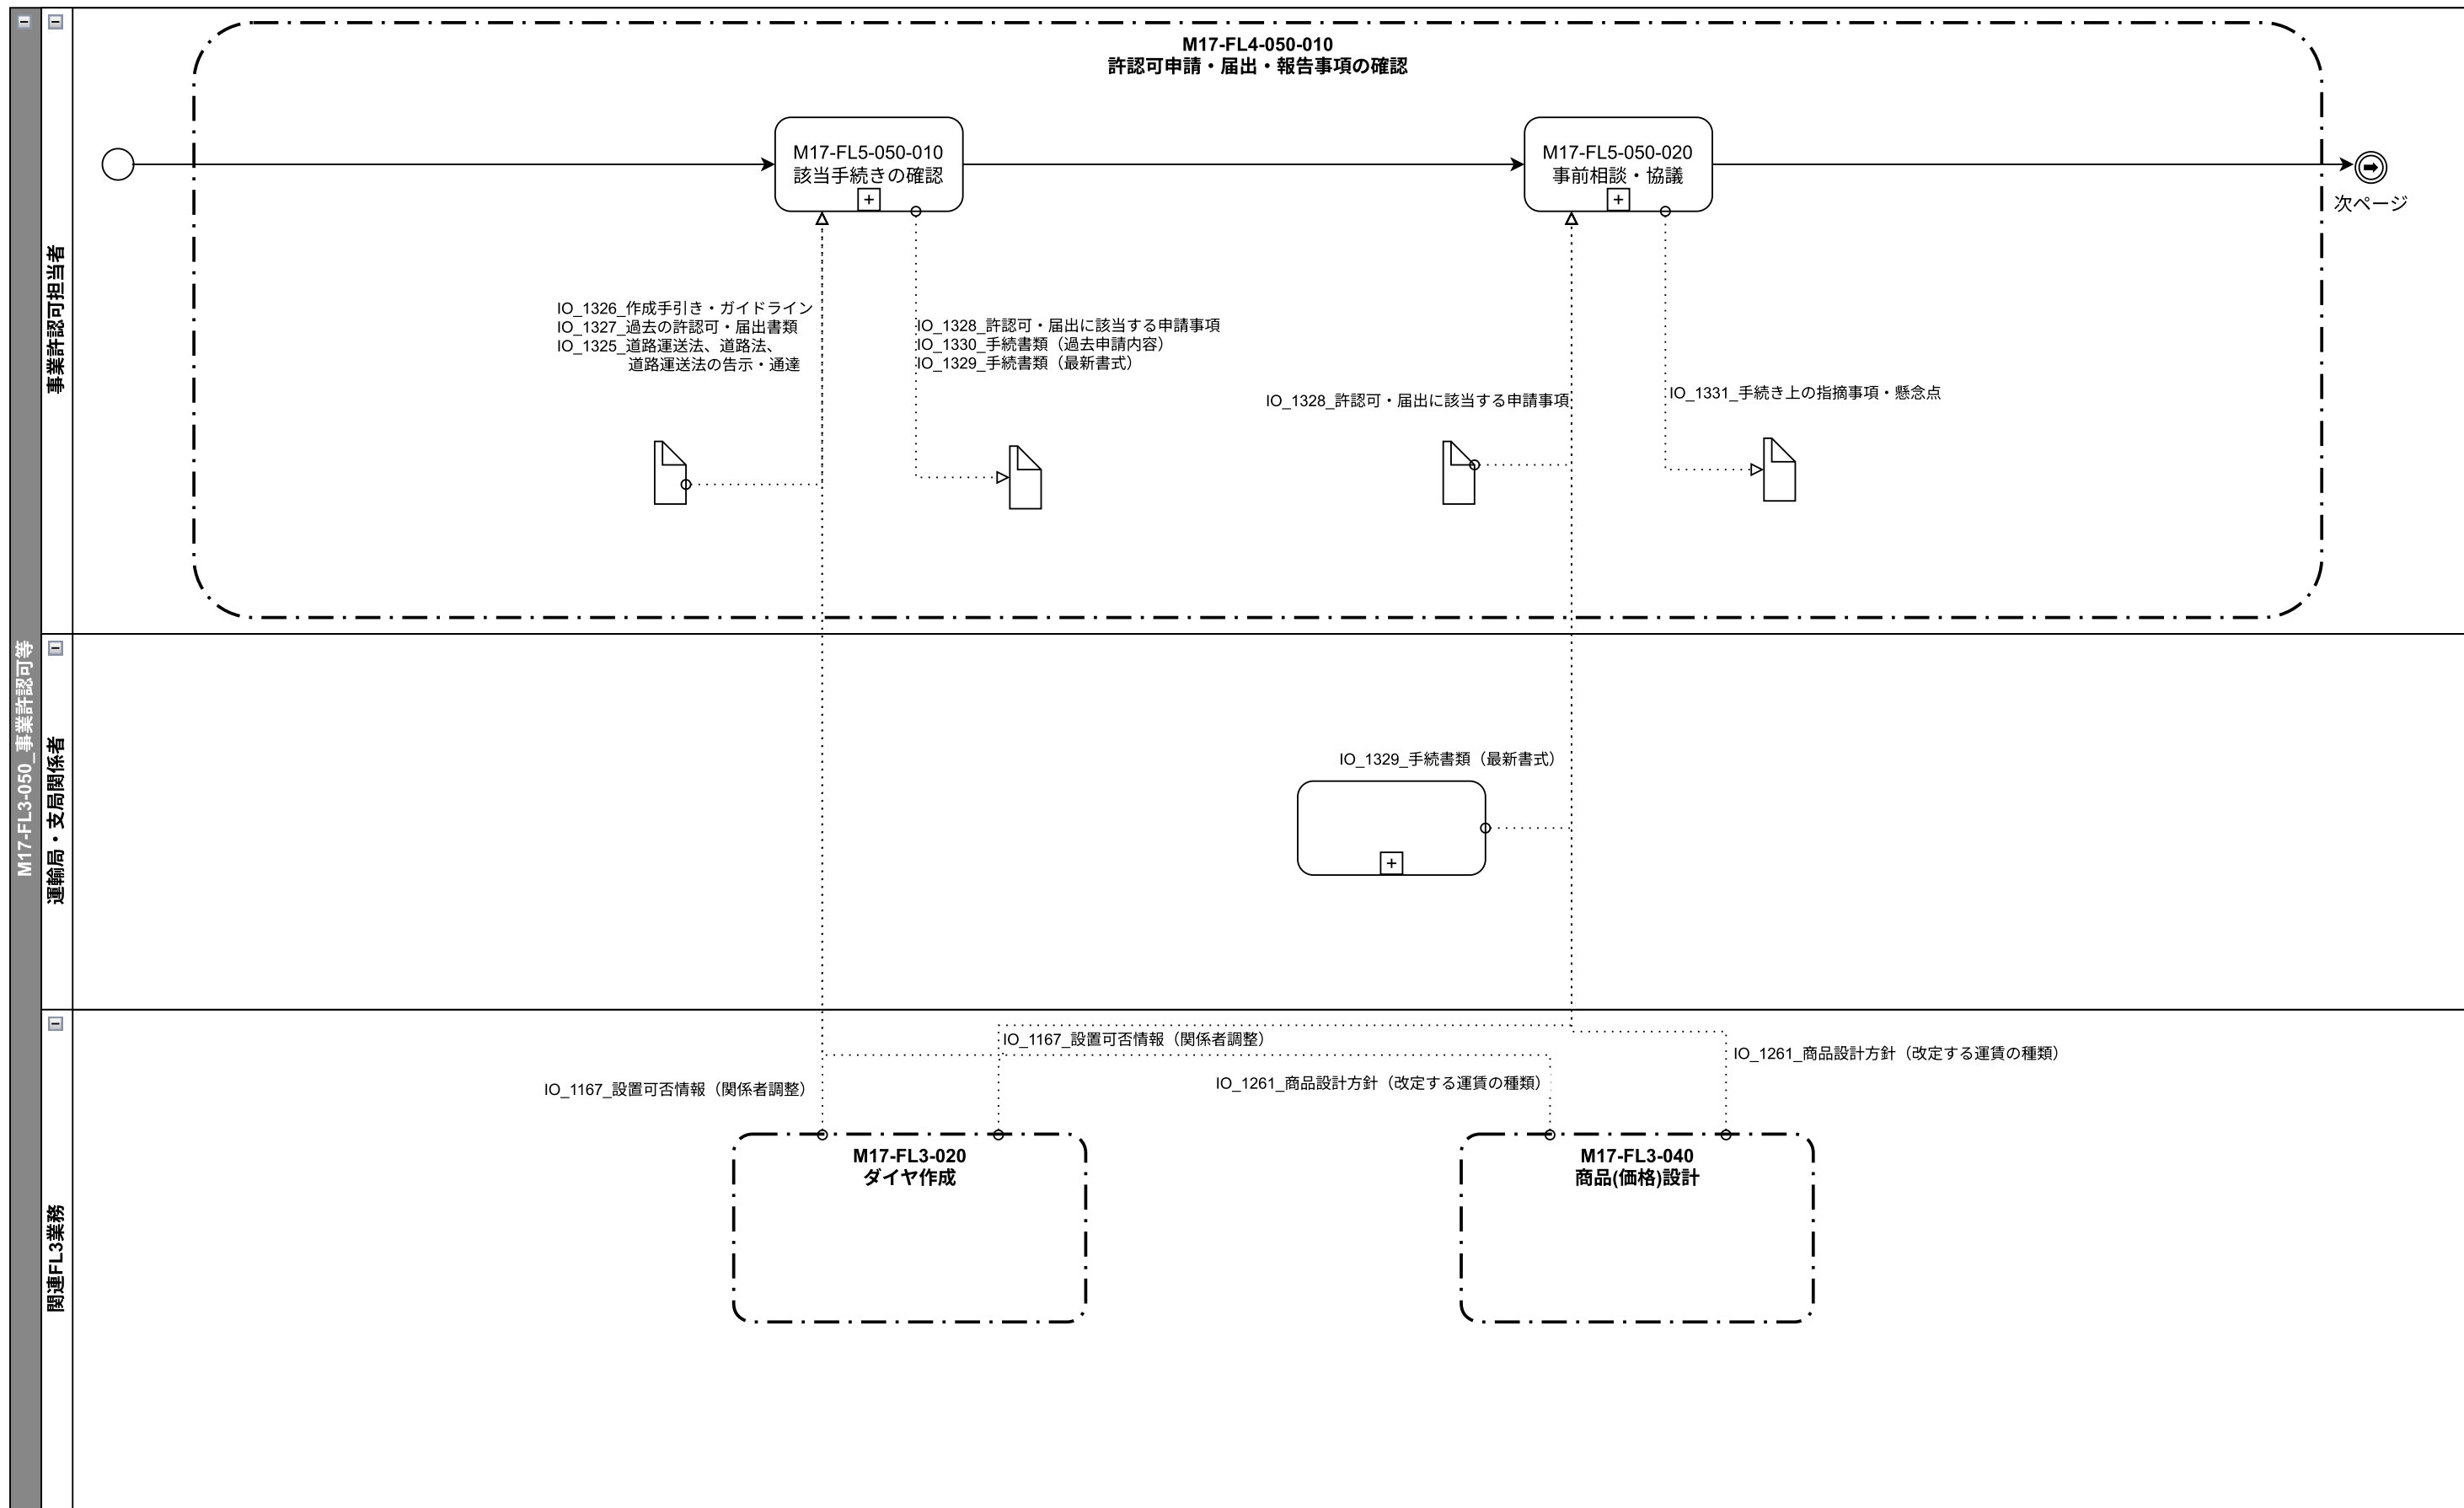 M17-FL3-050_事業許認可等
事業許認可担当者
M17-FL4-050-010
許認可申請・届出・報告事項の確認
M17-FL5-050-010
該当手続きの確認
M17-FL5-050-020
事前相談・協議
次ページ
IO_1326_作成手引き・ガイドライン
IO_1327_過去の許認可・届出書類
IO_1325_道路運送法、道路法、
道路運送法の告示・通達
IO_1328_許認可・届出に該当する申請事項
IO_1330_手続書類（過去申請内容）
IO_1329_手続書類（最新書式）
IO_1328_許認可・届出に該当する申請事項
IO_1331_手続き上の指摘事項・懸念点
運輸局・支局関係者
IO_1329_手続書類（最新書式）
関連FL3業務
IO_1167_設置可否情報（関係者調整）
IO_1167_設置可否情報（関係者調整）
IO_1261_商品設計方針（改定する運賃の種類）
IO_1261_商品設計方針（改定する運賃の種類）
M17-FL3-020
ダイヤ作成
M17-FL3-040
商品(価格)設計